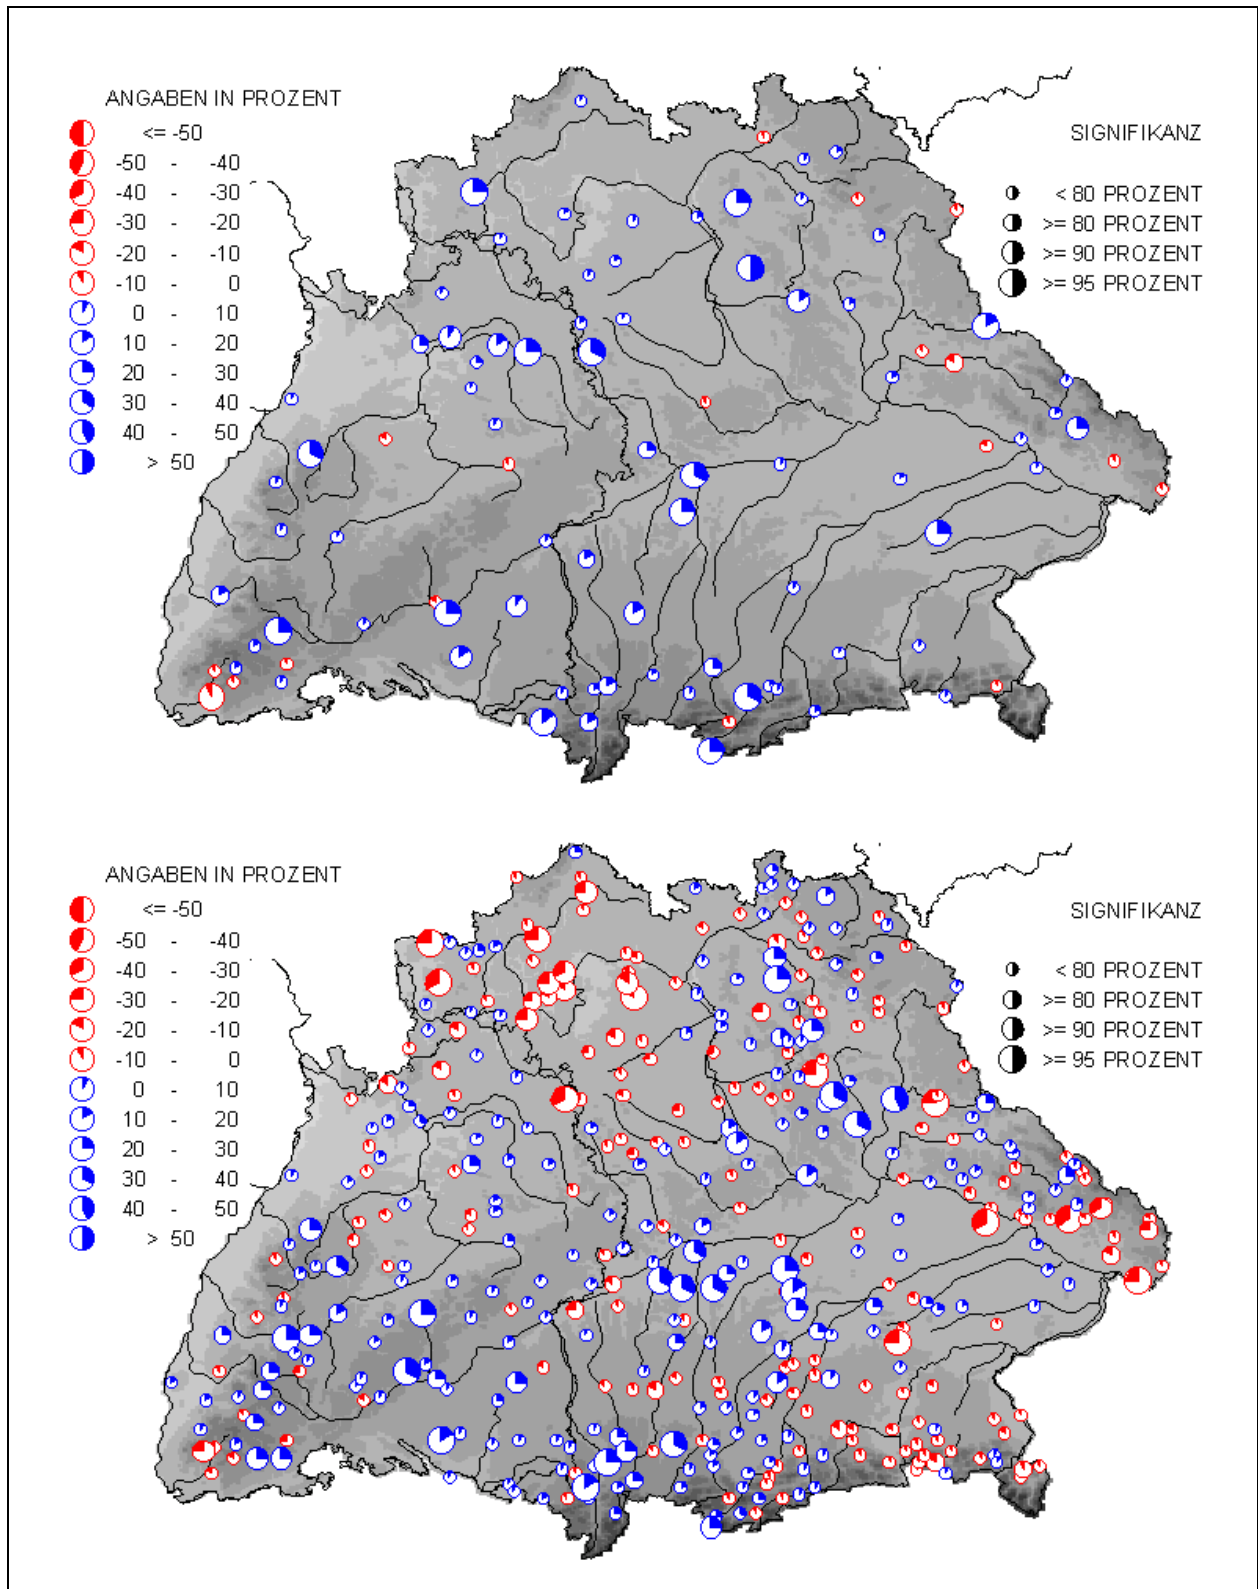 ANGABEN IN PROZENT
<= -50
-50 - -40
-40 - -30
-30 - -20
-20 - -10
-10 - 0
0 - 10
10 - 20
20 - 30
30 - 40
40 - 50
> 50
SIGNIFIKANZ
< 80 PROZENT
>= 80 PROZENT
>= 90 PROZENT
>= 95 PROZENT
ANGABEN IN PROZENT
<= -50
-50 - -40
-40 - -30
-30 - -20
-20 - -10
-10 - 0
0 - 10
10 - 20
20 - 30
30 - 40
40 - 50
> 50
SIGNIFIKANZ
< 80 PROZENT
>= 80 PROZENT
>= 90 PROZENT
>= 95 PROZENT